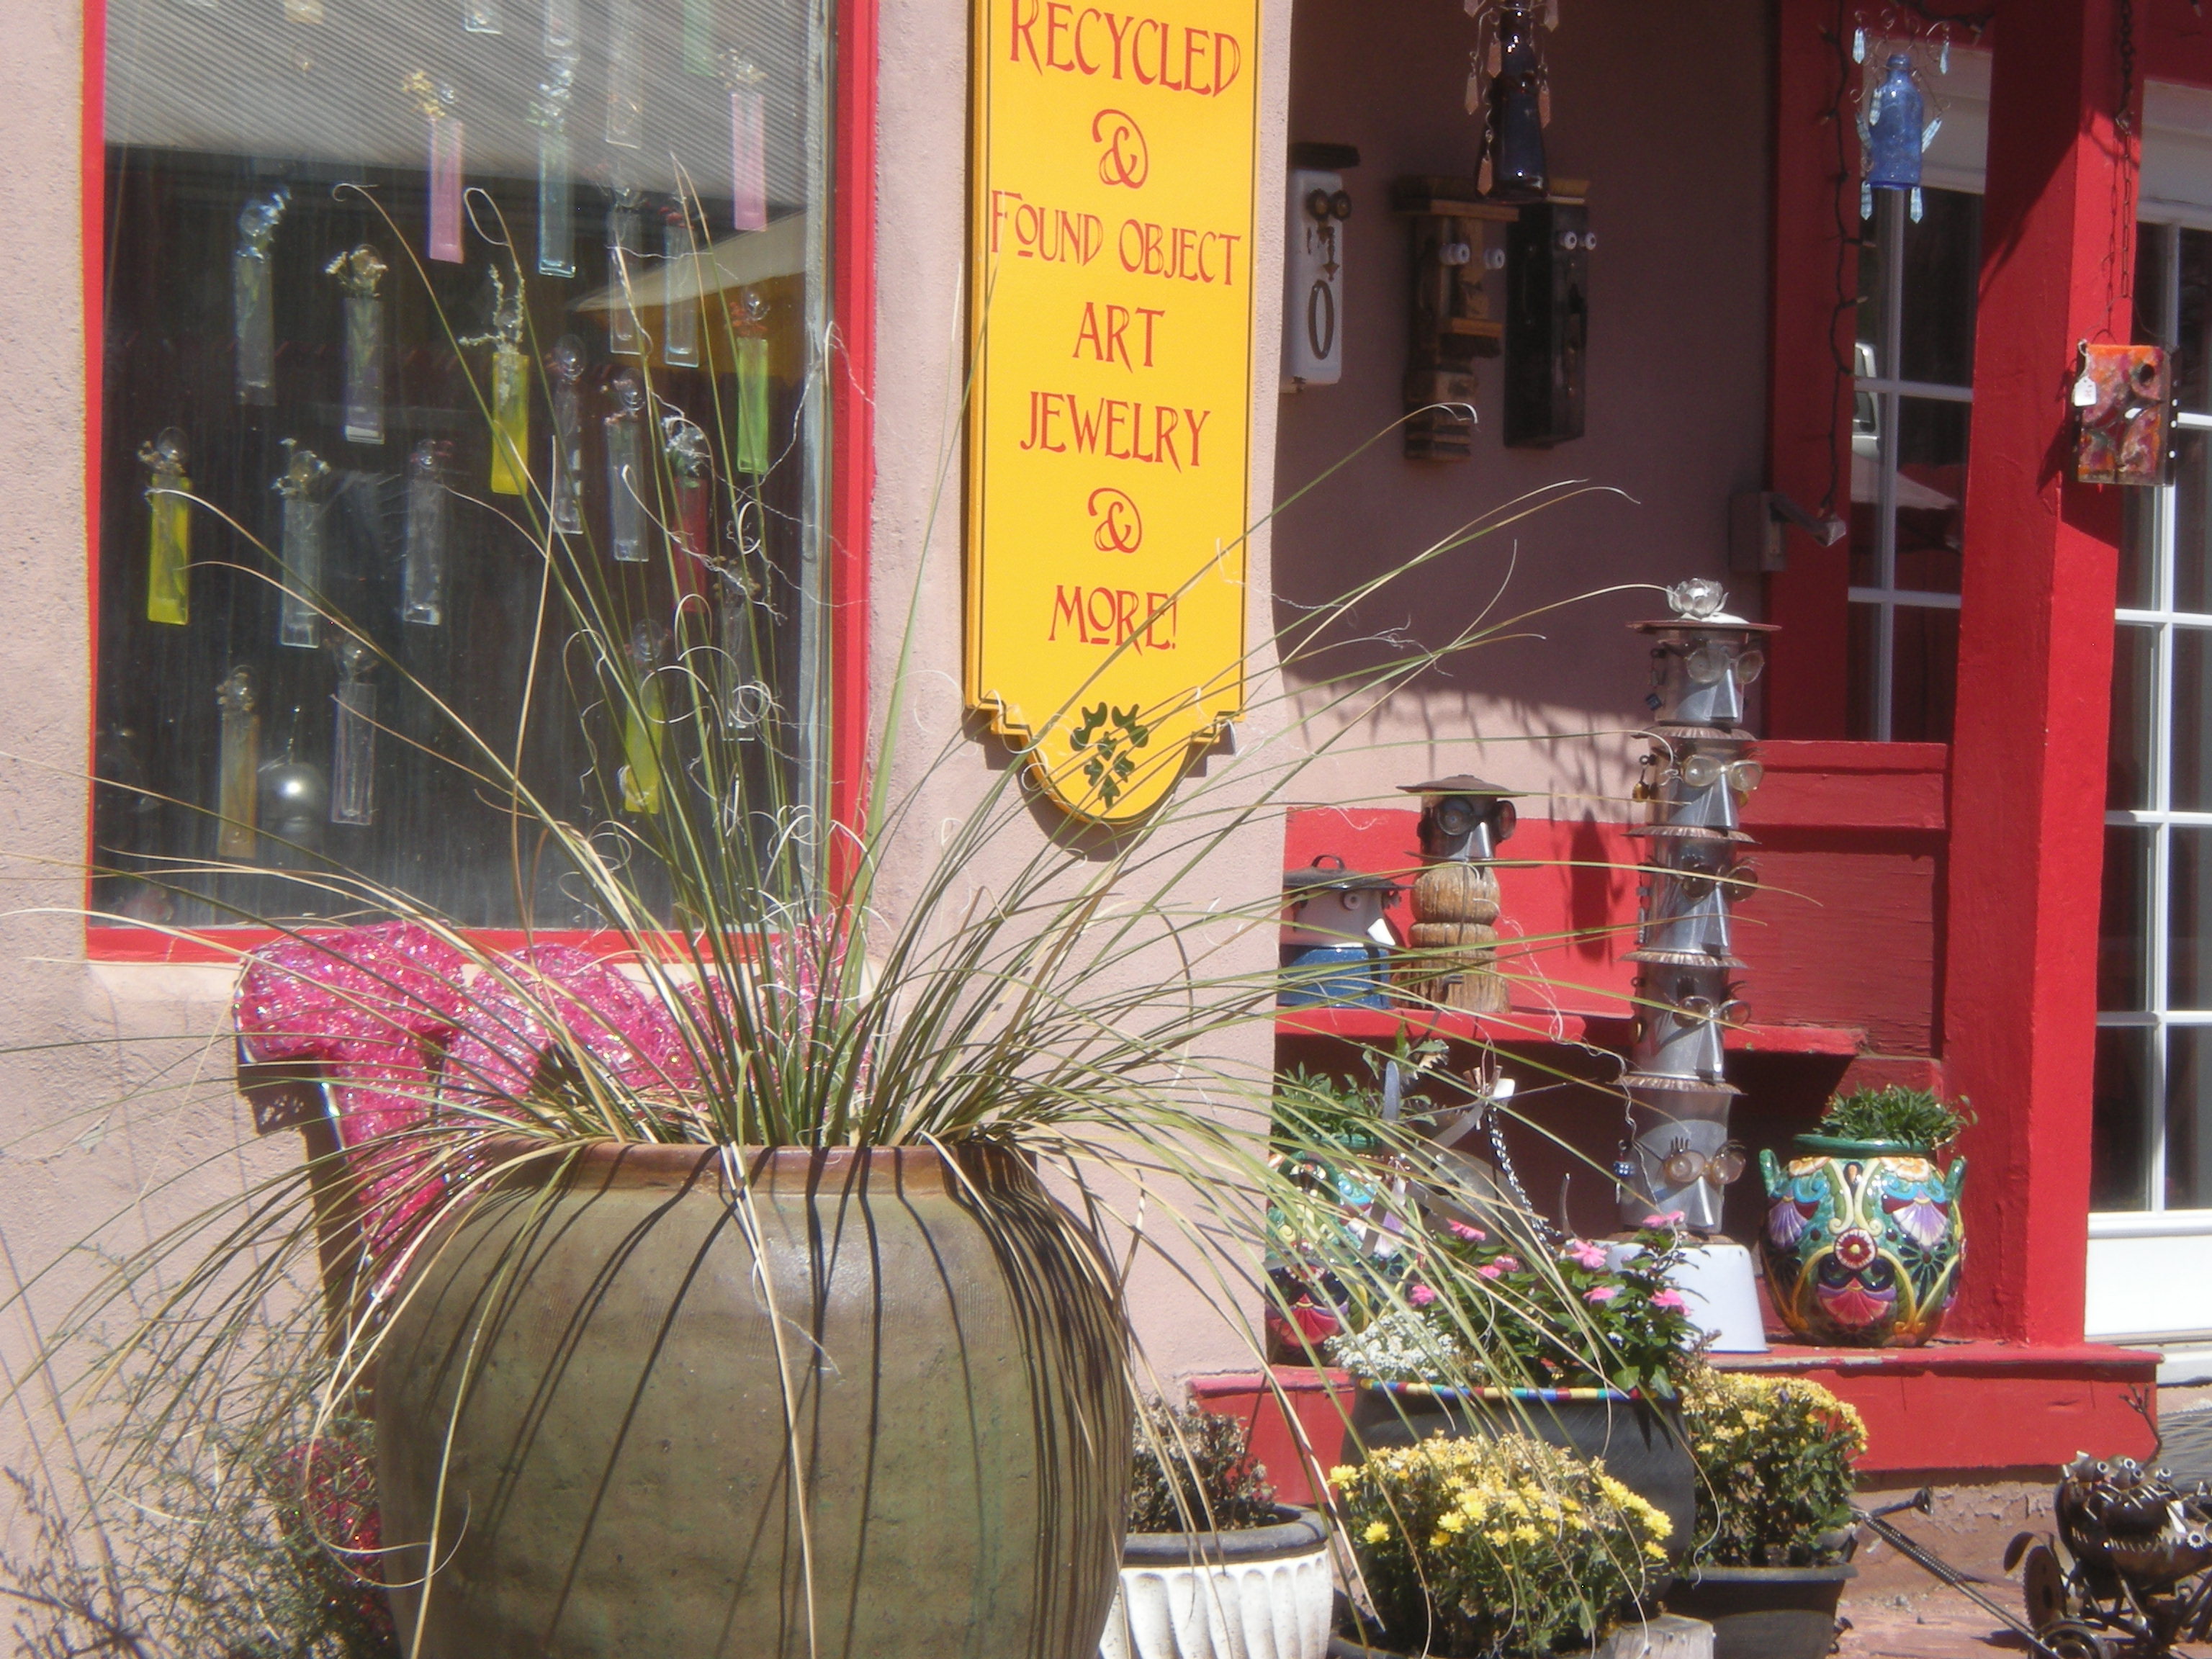 RECYCLED
&
FOUND OBJECT
ART
JEWELRY
&
MORE!